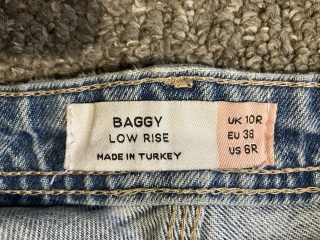 BAGGY
LOW RISE
MADE IN TURKEY
UK 10R
EU 38
US 6R